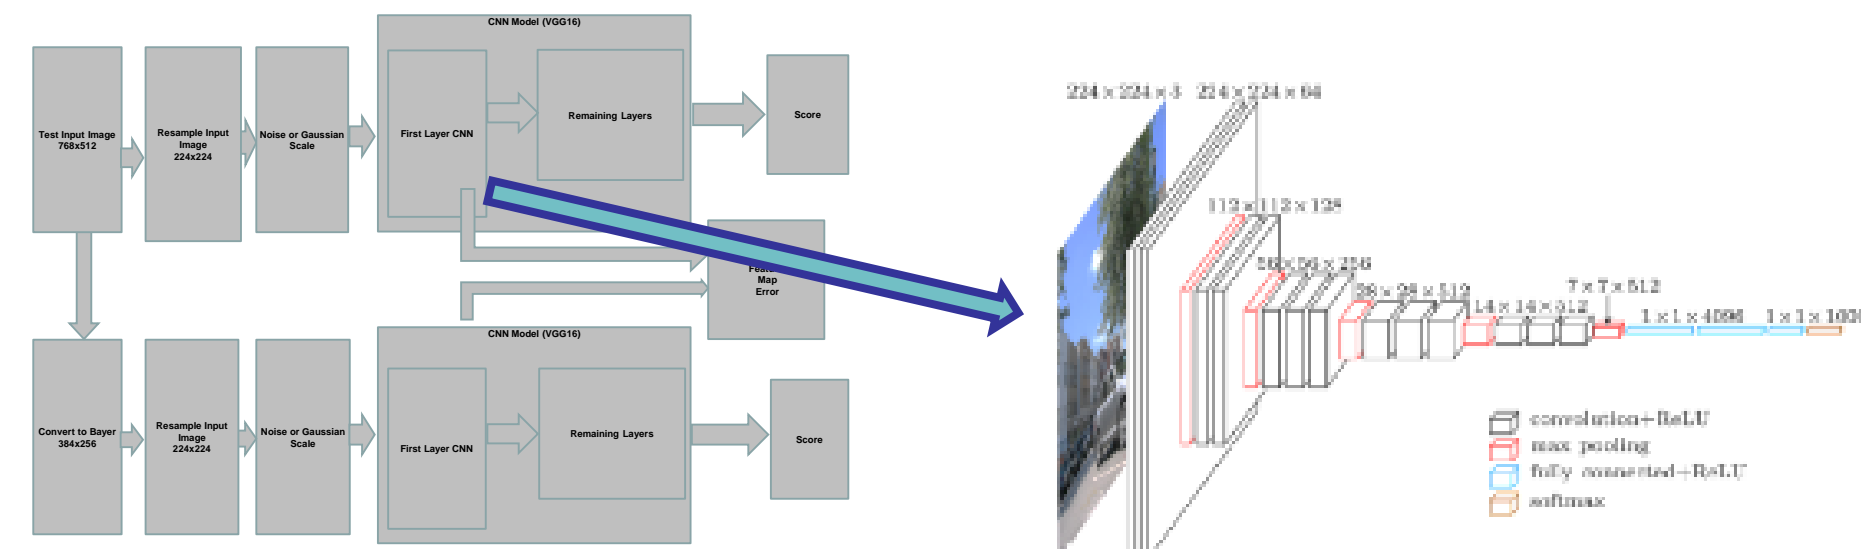 CNN Model (VGG16)
Test Input Image
768x512
Resample Input
Image
224x224
Noise or Gaussian
Scale
First Layer CNN
Remaining Layers
Score
Map
Error
CNN Model (VGG16)
Convert to Bayer
384x256
Resample Input
Image
224x224
Noise or Gaussian
Scale
First Layer CNN
Remaining Layers
Score
224 × 224 × 3
224 × 224 × 64
112 × 112 × 128
56 × 56 × 256
28 × 28 × 512
14 × 14 × 512
7 × 7 × 512
1 × 1 × 4096
convolution+ReLU
max pooling
fully connected+ReLU
softmax